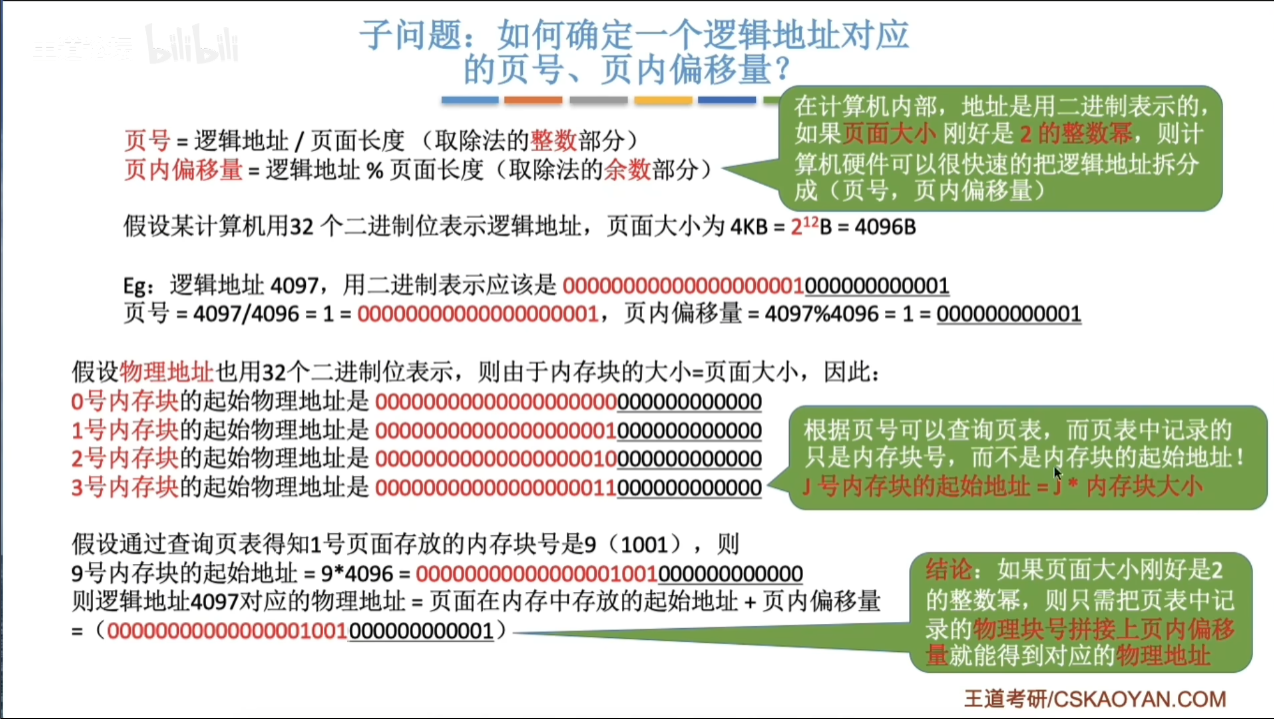 bilibili
子问题：如何确定一个逻辑地址对应
的页号、页内偏移量？
页号 = 逻辑地址 / 页面长度 （取除法的整数部分）
页内偏移量 = 逻辑地址 % 页面长度（取除法的余数部分）
在计算机内部，地址是用二进制表示的，
如果页面大小 刚好是 2 的整数幂，则计
算机硬件可以很快速的把逻辑地址拆分
成（页号，页内偏移量）
假设某计算机用32 个二进制位表示逻辑地址，页面大小为 4KB = 2¹²B = 4096B
Eg：逻辑地址 4097，用二进制表示应该是 00000000000000000001000000000001
页号 = 4097/4096 = 1 = 00000000000000000001，页内偏移量 = 4097%4096 = 1 = 000000000001
假设物理地址也用32个二进制位表示，则由于内存块的大小=页面大小，因此：
0号内存块的起始物理地址是 00000000000000000000000000000000
1号内存块的起始物理地址是 00000000000000000001000000000000
2号内存块的起始物理地址是 00000000000000000010000000000000
3号内存块的起始物理地址是 00000000000000000011000000000000
根据页号可以查询页表，而页表中记录的
只是内存块号，而不是内存块的起始地址！
J 号内存块的起始地址 = J * 内存块大小
假设通过查询页表得知1号页面存放的内存块号是9（1001），则
9号内存块的起始地址 = 9*4096 = 00000000000000001001000000000000
则逻辑地址4097对应的物理地址 = 页面在内存中存放的起始地址 + 页内偏移量
=（00000000000000001001000000000001）
结论：如果页面大小刚好是2
的整数幂，则只需把页表中记
录的物理块号拼接上页内偏移
量就能得到对应的物理地址
王道考研/CSKAOYAN.COM